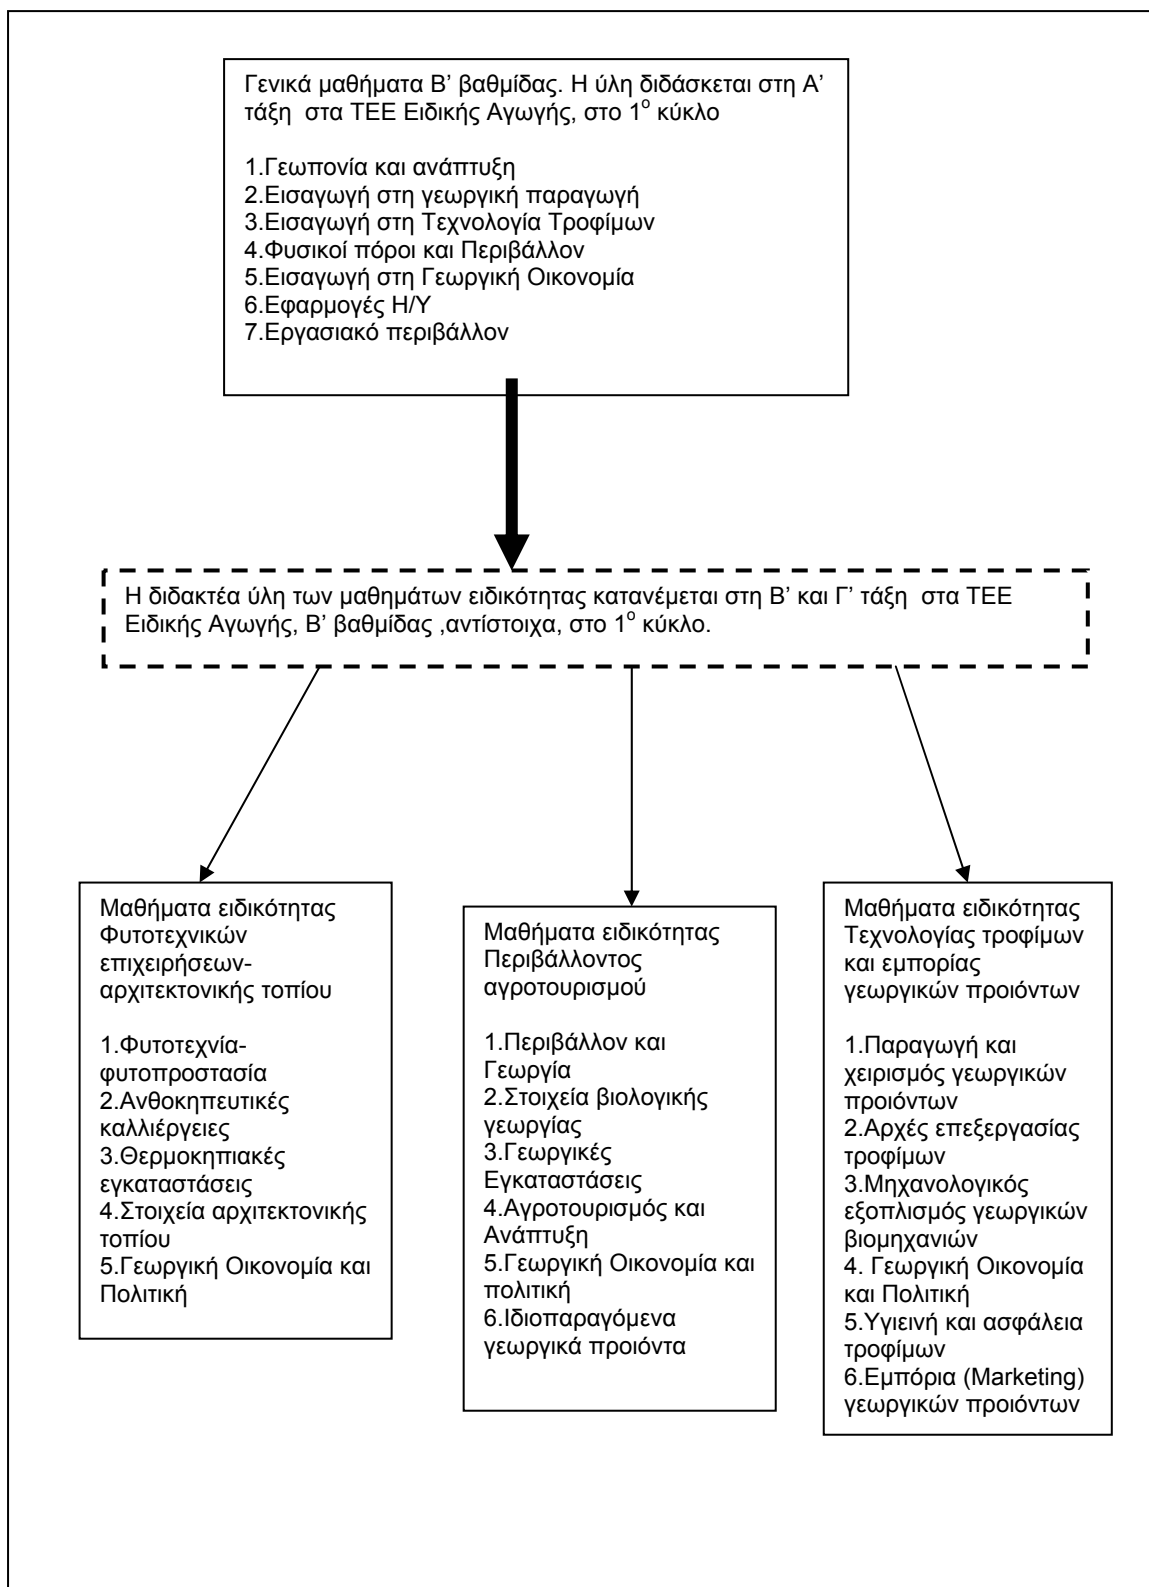 Γενικά μαθήματα Β’ βαθμίδας. Η ύλη διδάσκεται στη Α’
τάξη στα ΤΕΕ Ειδικής Αγωγής, στο 1ο κύκλο
1.Γεωπονία και ανάπτυξη
2.Εισαγωγή στη γεωργική παραγωγή
3.Εισαγωγή στη Τεχνολογία Τροφίμων
4.Φυσικοί πόροι και Περιβάλλον
5.Εισαγωγή στη Γεωργική Οικονομία
6.Εφαρμογές Η/Υ
7.Εργασιακό περιβάλλον
Η διδακτέα ύλη των μαθημάτων ειδικότητας κατανέμεται στη Β’ και Γ’ τάξη στα ΤΕΕ
Ειδικής Αγωγής, Β’ βαθμίδας ,αντίστοιχα, στο 1ο κύκλο.
Μαθήματα ειδικότητας
Φυτοτεχνικών
επιχειρήσεων-
αρχιτεκτονικής τοπίου
1.Φυτοτεχνία-
φυτοπροστασία
2.Ανθοκηπευτικές
καλλιέργειες
3.Θερμοκηπιακές
εγκαταστάσεις
4.Στοιχεία αρχιτεκτονικής
τοπίου
5.Γεωργική Οικονομία και
Πολιτική
Μαθήματα ειδικότητας
Περιβάλλοντος
αγροτουρισμού
1.Περιβάλλον και
Γεωργία
2.Στοιχεία βιολογικής
γεωργίας
3.Γεωργικές
Εγκαταστάσεις
4.Αγροτουρισμός και
Ανάπτυξη
5.Γεωργική Οικονομία και
πολιτική
6.Ιδιοπαραγόμενα
γεωργικά προιόντα
Μαθήματα ειδικότητας
Τεχνολογίας τροφίμων
και εμπορίας
γεωργικών προιόντων
1.Παραγωγή και
χειρισμός γεωργικών
προιόντων
2.Αρχές επεξεργασίας
τροφίμων
3.Μηχανολογικός
εξοπλισμός γεωργικών
βιομηχανιών
4. Γεωργική Οικονομία
και Πολιτική
5.Υγιεινή και ασφάλεια
τροφίμων
6.Εμπόρια (Marketing)
γεωργικών προιόντων